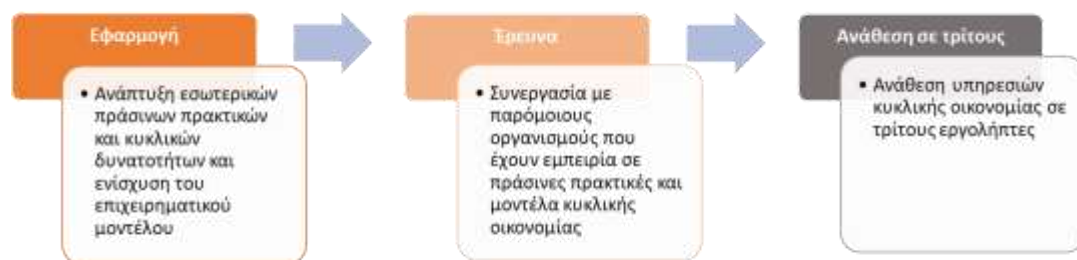 Εφαρμογή
• Ανάπτυξη εσωτερικών
πράσινων πρακτικών
και κυκλικών
δυνατοτήτων και
ενίσχυση του
επιχειρηματικού
μοντέλου
Έρευνα
• Συνεργασία με
παρόμοιους
οργανισμούς που
έχουν εμπειρία σε
πράσινες πρακτικές και
μοντέλα κυκλικής
οικονομίας
Ανάθεση σε τρίτους
• Ανάθεση υπηρεσιών
κυκλικής οικονομίας σε
τρίτους εργολήπτες